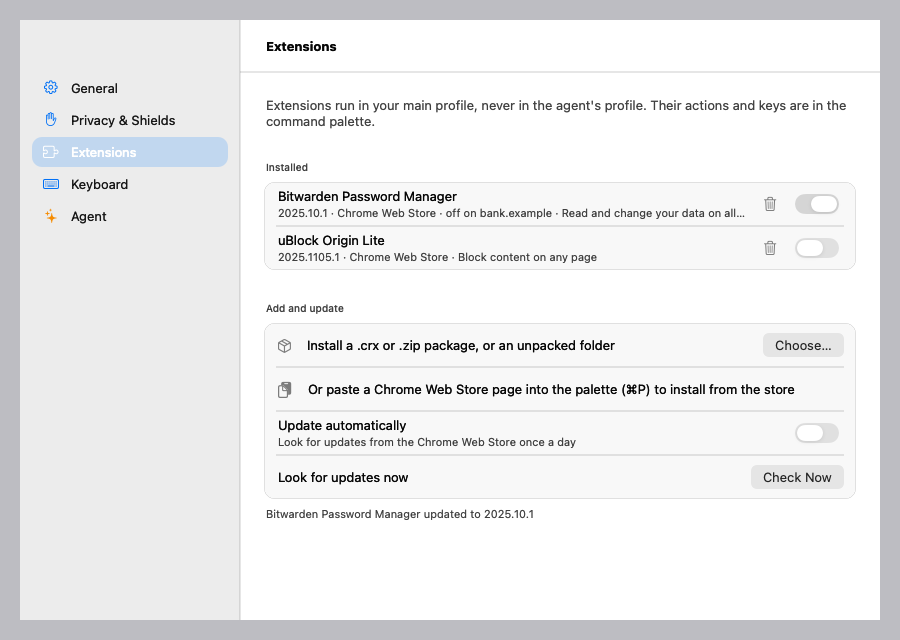 Extensions
General
Privacy & Shields
Extensions
Keyboard
Agent
Extensions run in your main profile, never in the agent's profile. Their actions and keys are in the
command palette.
Installed
Bitwarden Password Manager
2025.10.1 · Chrome Web Store · off on bank.example · Read and change your data on all...
uBlock Origin Lite
2025.1105.1 · Chrome Web Store · Block content on any page
Add and update
Install a .crx or .zip package, or an unpacked folder
Choose...
Or paste a Chrome Web Store page into the palette (⌘P) to install from the store
Update automatically
Look for updates from the Chrome Web Store once a day
Look for updates now
Check Now
Bitwarden Password Manager updated to 2025.10.1